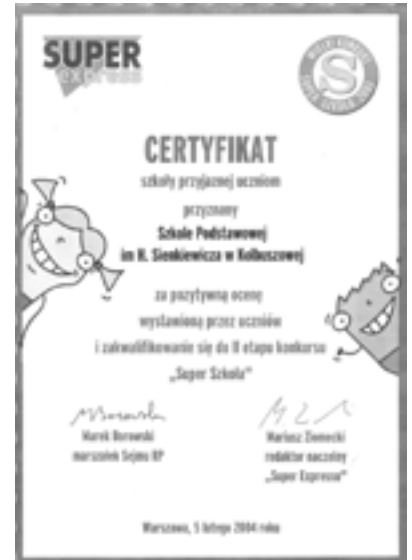 SUPER
express
S
CERTYFIKAT
szkoły przyjaznej uczniom
przyznany
Szkole Podstawowej
im H. Sienkiewicza w Kolbuszowej
za pozytywną ocenę
wystawioną przez uczniów
i zakwalifikowanie się do II etapu konkursu
„Super Szkoła”
Marek Borowski
marszałek Sejmu RP
Mariusz Ziomecki
redaktor naczelny
„Super Expressu”
Warszawa, 5 lutego 2004 roku